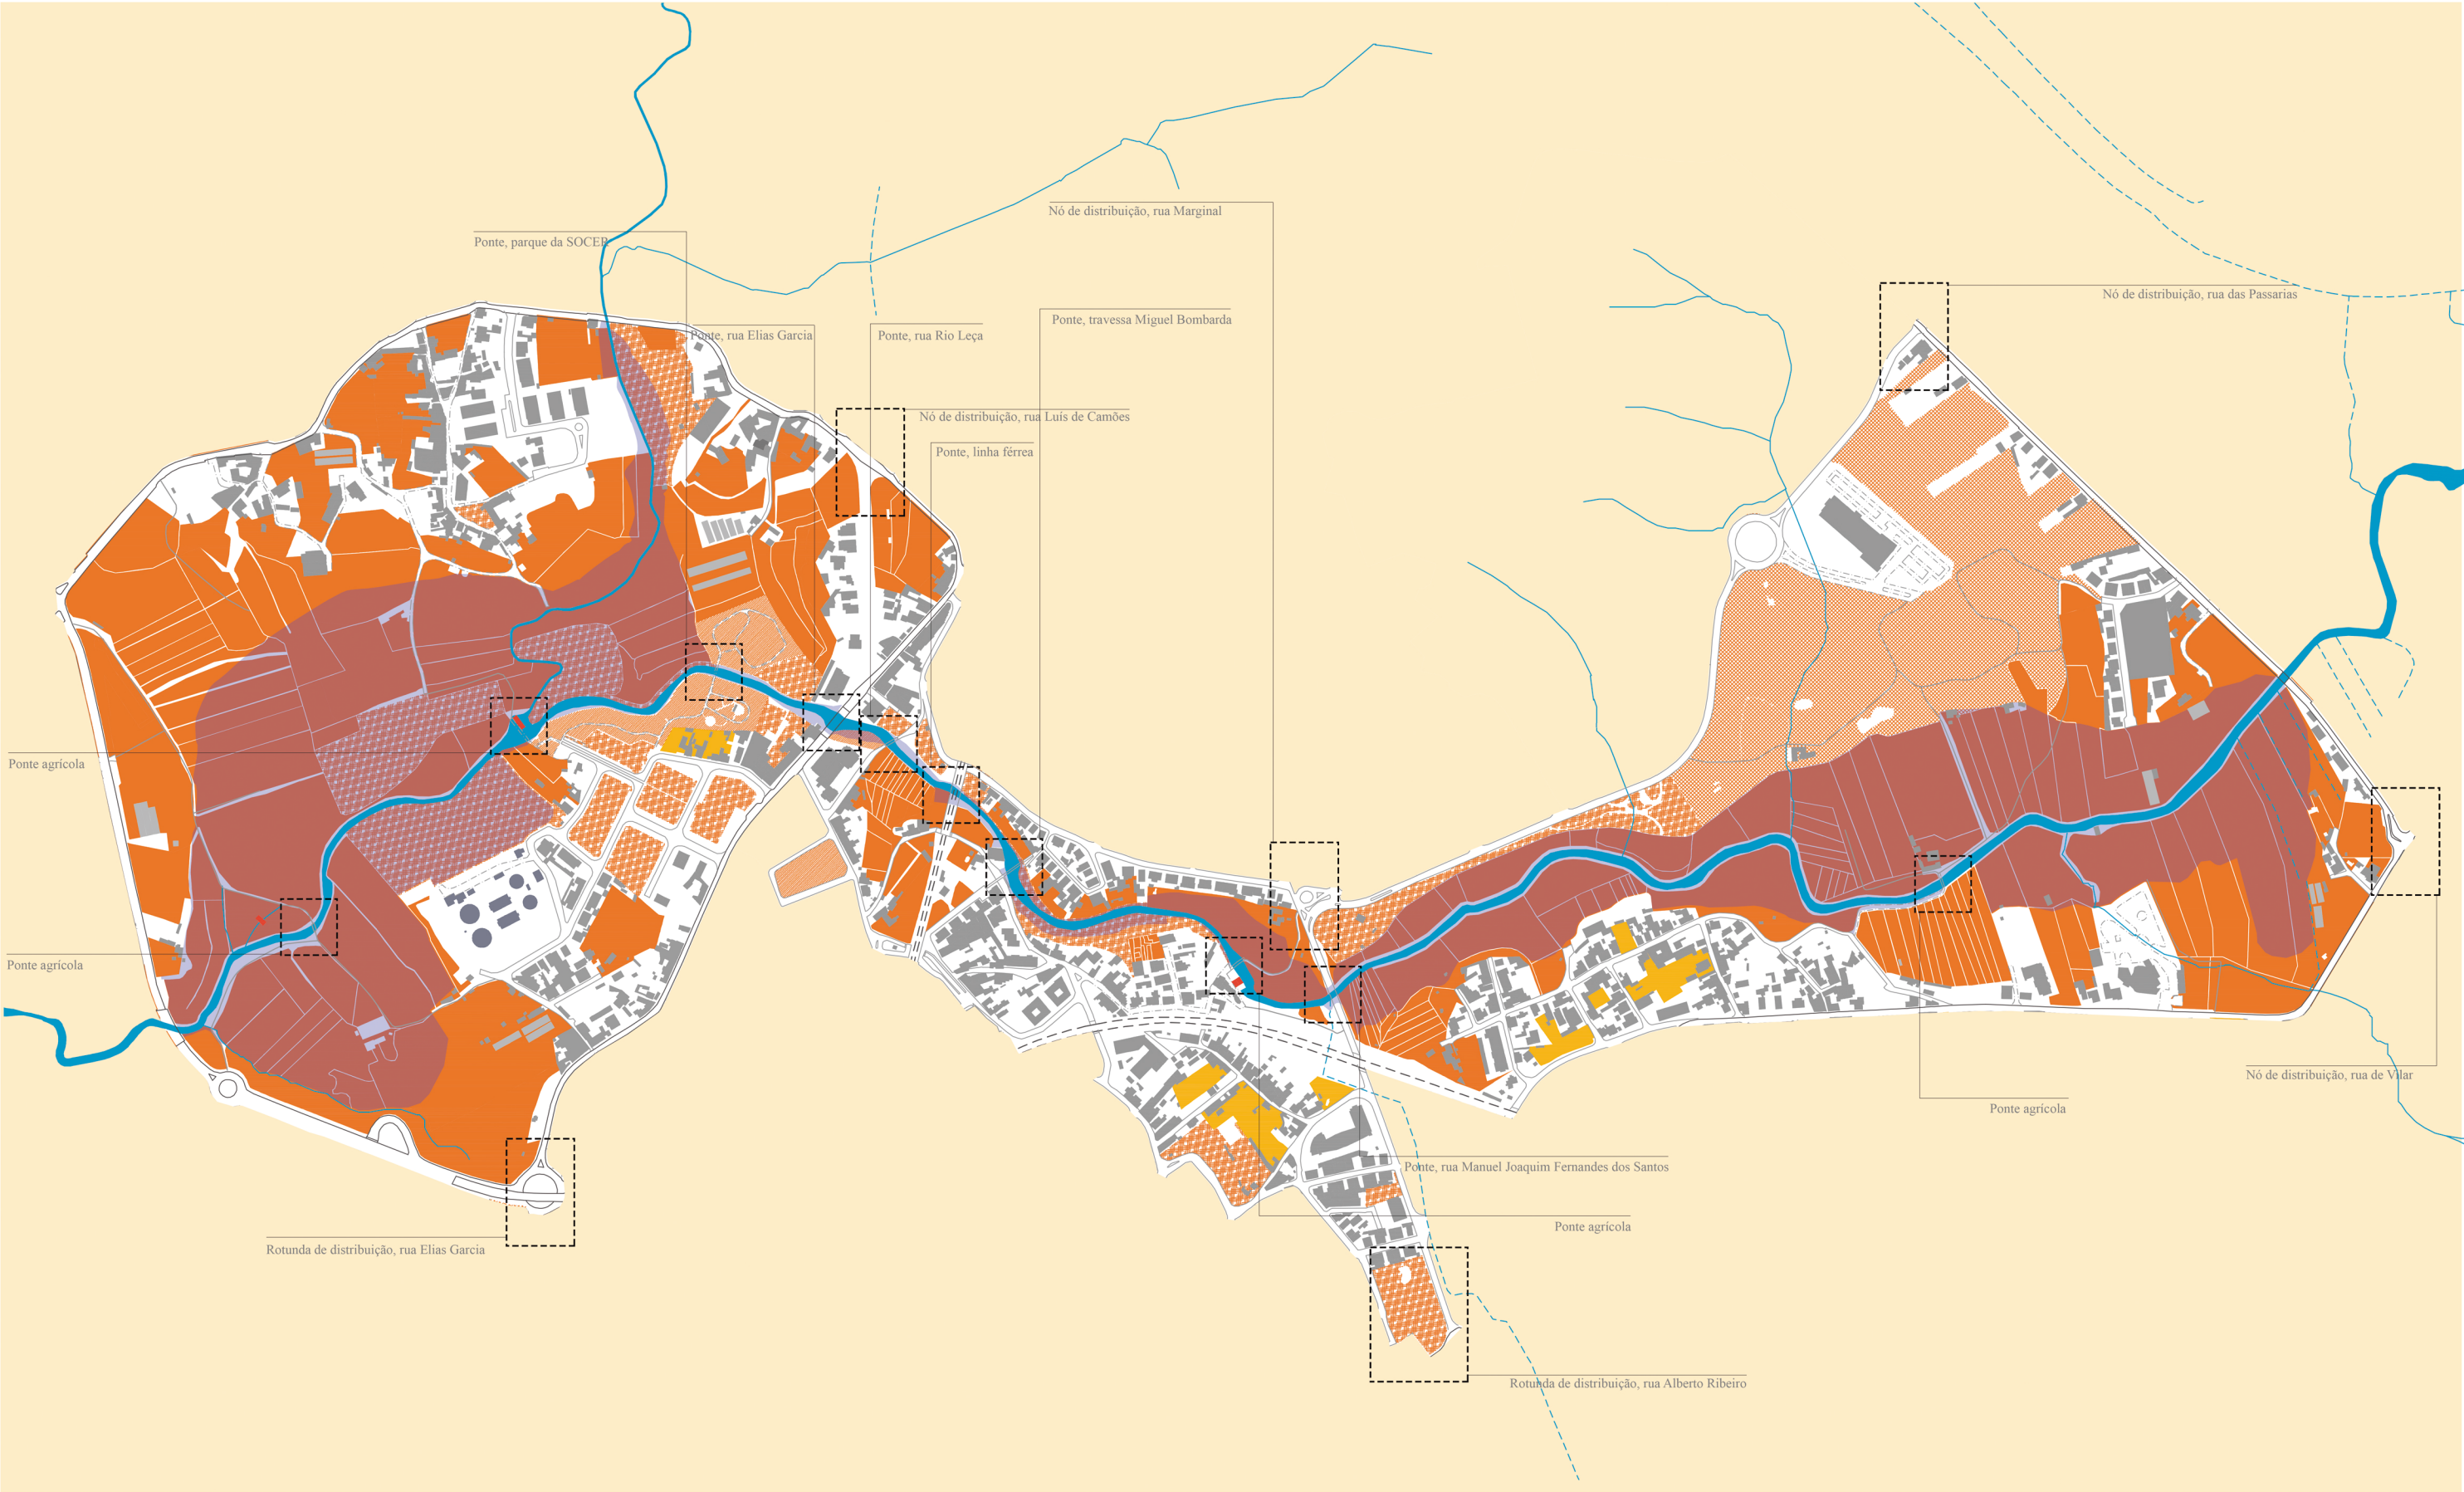 Nó de distribuição, rua Marginal
Ponte, parque da SOCER
Nó de distribuição, rua das Passarias
Ponte, travessa Miguel Bombarda
Ponte, rua Elias Garcia
Ponte, rua Rio Leça
Nó de distribuição, rua Luís de Camões
Ponte, linha férrea
Ponte agrícola
Ponte agrícola
Nó de distribuição, rua de Vilar
Ponte agrícola
Ponte, rua Manuel Joaquim Fernandes dos Santos
Ponte agrícola
Rotunda de distribuição, rua Elias Garcia
Rotunda de distribuição, rua Alberto Ribeiro